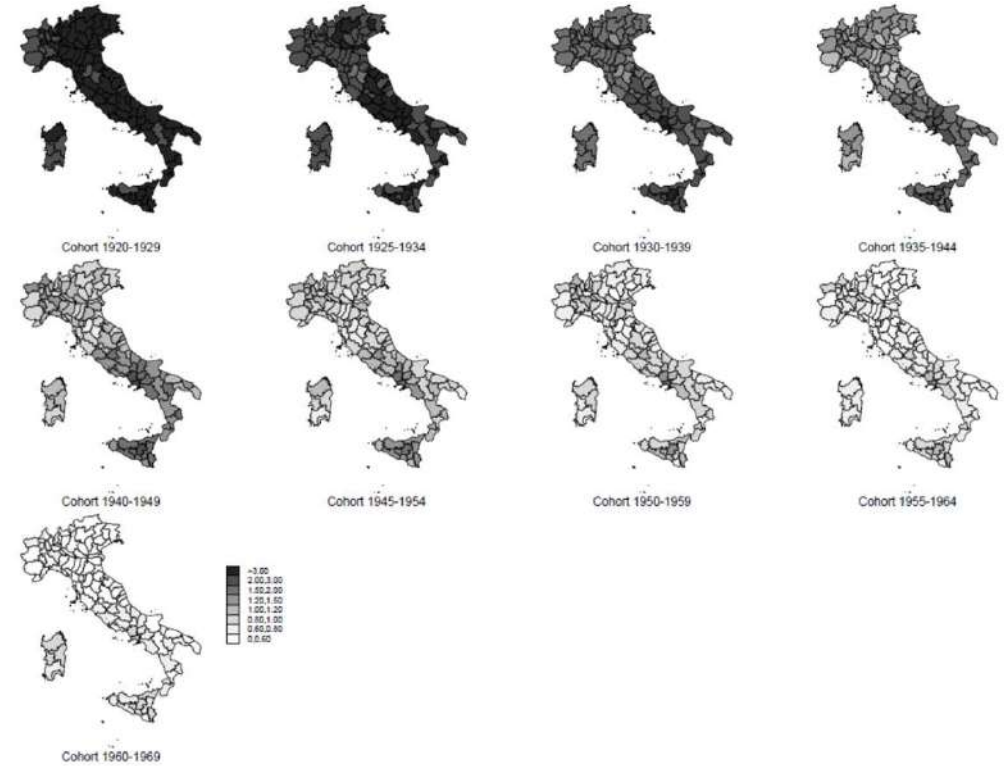 Cohort 1920-1929
Cohort 1925-1934
Cohort 1930-1939
Cohort 1935-1944
Cohort 1940-1949
Cohort 1945-1954
Cohort 1950-1959
Cohort 1955-1964
>3.00
2.00,3.00
1.50,2.00
1.20,1.50
1.00,1.20
0.80,1.00
0.60,0.80
0,0.60
Cohort 1960-1969